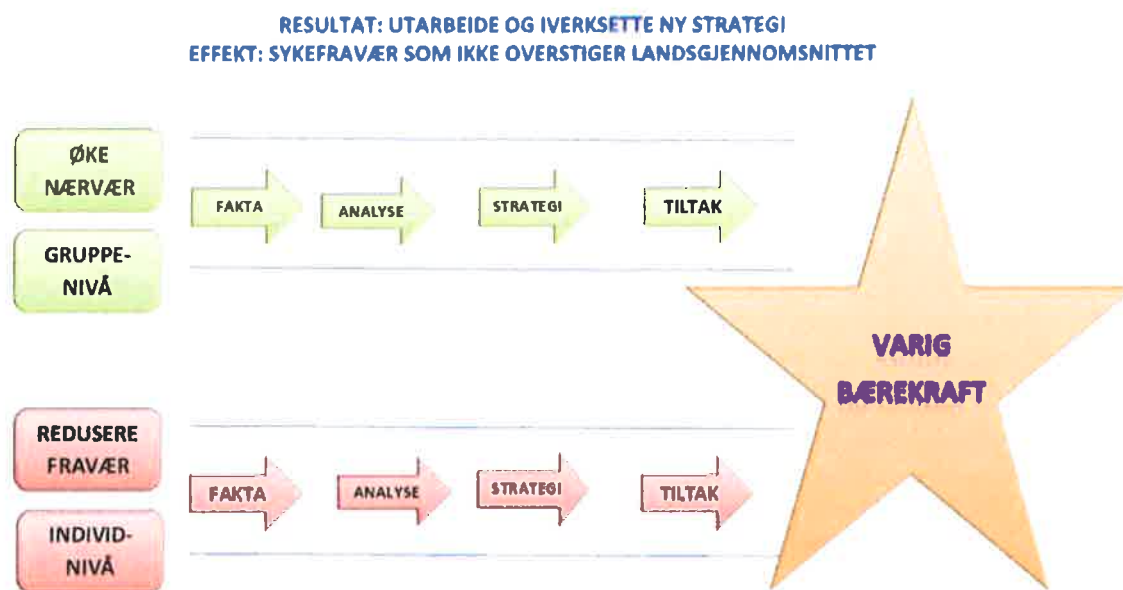 RESULTAT: UTARBEIDE OG IVERKSETTE NY STRATEGI
EFFEKT: SYKEFRAVÆR SOM IKKE OVERSTIGER LANDSGJENNOMSNITTET
ØKE
NÆRVÆR
GRUPPE-
NIVÅ
FAKTA
ANALYSE
STRATEGI
TILTAK
VARIG
BÆREKRAFT
REDUSERE
FRAVÆR
INDIVID-
NIVÅ
FAKTA
ANALYSE
STRATEGI
TILTAK